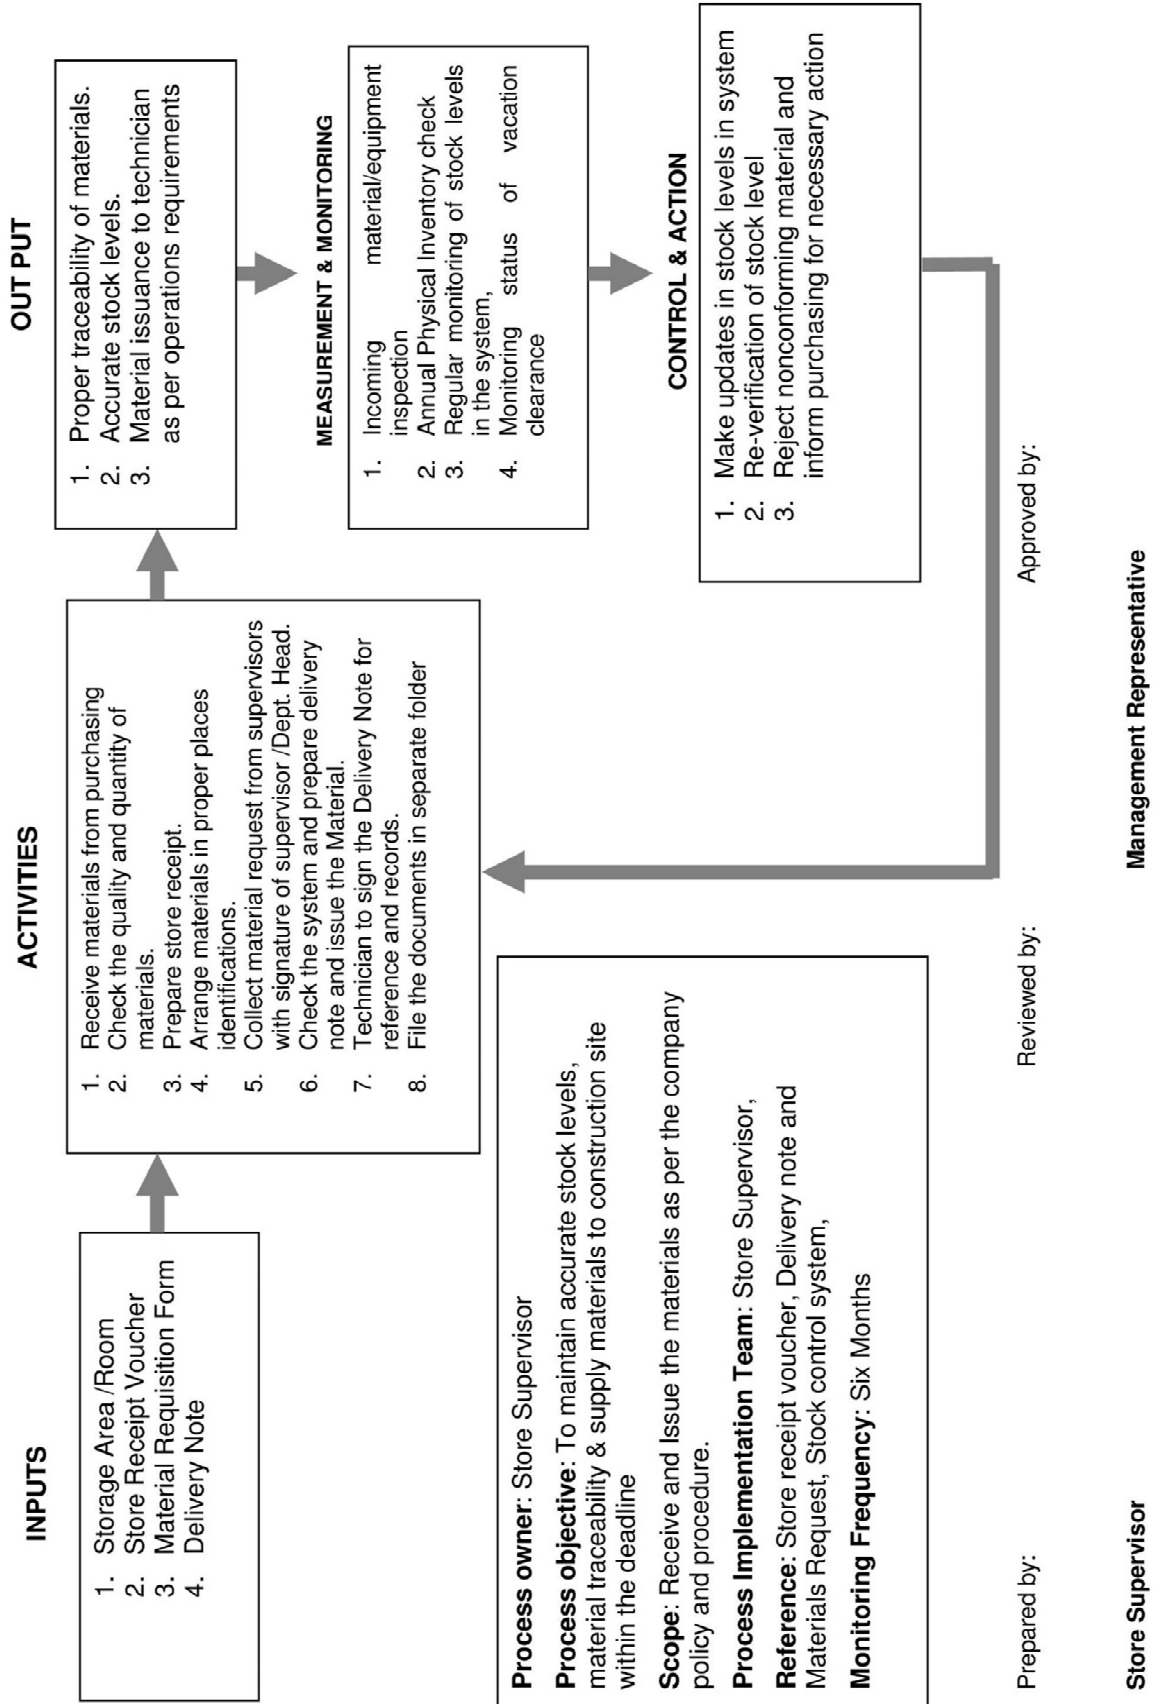 INPUTS
1. Storage Area /Room
2. Store Receipt Voucher
3. Material Requisition Form
4. Delivery Note
ACTIVITIES
1. Receive materials from purchasing
2. Check the quality and quantity of
materials.
3. Prepare store receipt.
4. Arrange materials in proper places
identifications.
5. Collect material request from supervisors
with signature of supervisor /Dept. Head.
6. Check the system and prepare delivery
note and issue the Material.
7. Technician to sign the Delivery Note for
reference and records.
8. File the documents in separate folder
OUT PUT
1. Proper traceability of materials.
2. Accurate stock levels.
3. Material issuance to technician
as per operations requirements
MEASUREMENT & MONITORING
1. Incoming material/equipment
inspection
2. Annual Physical Inventory check
3. Regular monitoring of stock levels
in the system,
4. Monitoring status of vacation
clearance
CONTROL & ACTION
1. Make updates in stock levels in system
2. Re-verification of stock level
3. Reject nonconforming material and
inform purchasing for necessary action
Process owner: Store Supervisor
Process objective: To maintain accurate stock levels,
material traceability & supply materials to construction site
within the deadline
Scope: Receive and Issue the materials as per the company
policy and procedure.
Process Implementation Team: Store Supervisor,
Reference: Store receipt voucher, Delivery note and
Materials Request, Stock control system,
Monitoring Frequency: Six Months
Prepared by: Reviewed by: Approved by:
Store Supervisor Management Representative